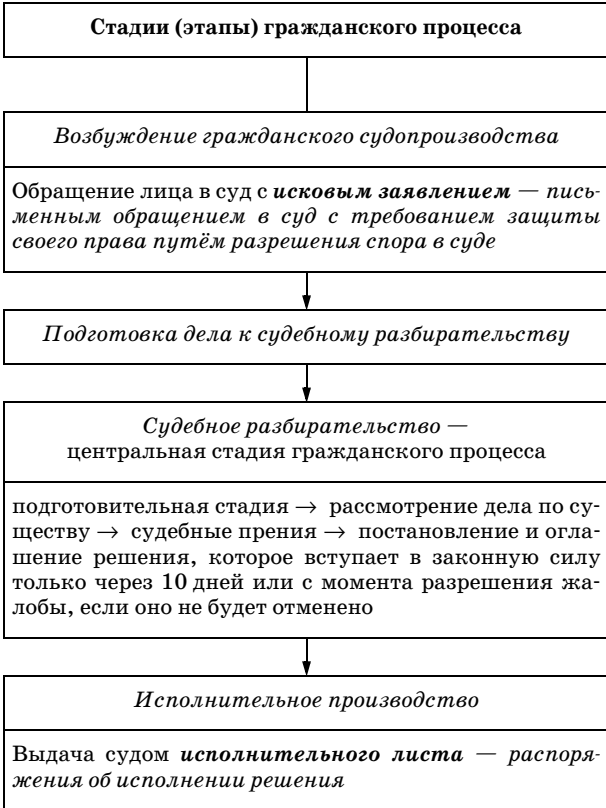 Стадии (этапы) гражданского процесса
Возбуждение гражданского судопроизводства
Обращение лица в суд с исковым заявлением — пись-
менным обращением в суд с требованием защиты
своего права путём разрешения спора в суде
Подготовка дела к судебному разбирательству
Судебное разбирательство —
центральная стадия гражданского процесса
подготовительная стадия → рассмотрение дела по су-
ществу → судебные прения → постановление и огла-
шение решения, которое вступает в законную силу
только через 10 дней или с момента разрешения жа-
лобы, если оно не будет отменено
Исполнительное производство
Выдача судом исполнительного листа — распоря-
жения об исполнении решения